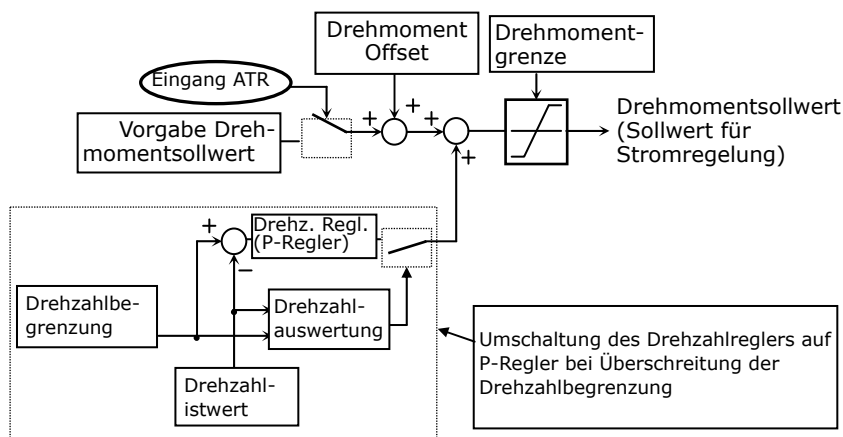 Drehmoment
Offset
Drehmoment-
grenze
Eingang ATR
Vorgabe Dreh-
momentsollwert
+
+
+
+
Drehmomentsollwert
(Sollwert für
Stromregelung)
+
Drehz. Regl.
(P-Regler)
−
Drehzahlbe-
grenzung
Drehzahl-
auswertung
Drehzahl-
istwert
Umschaltung des Drehzahlreglers auf
P-Regler bei Überschreitung der
Drehzahlbegrenzung